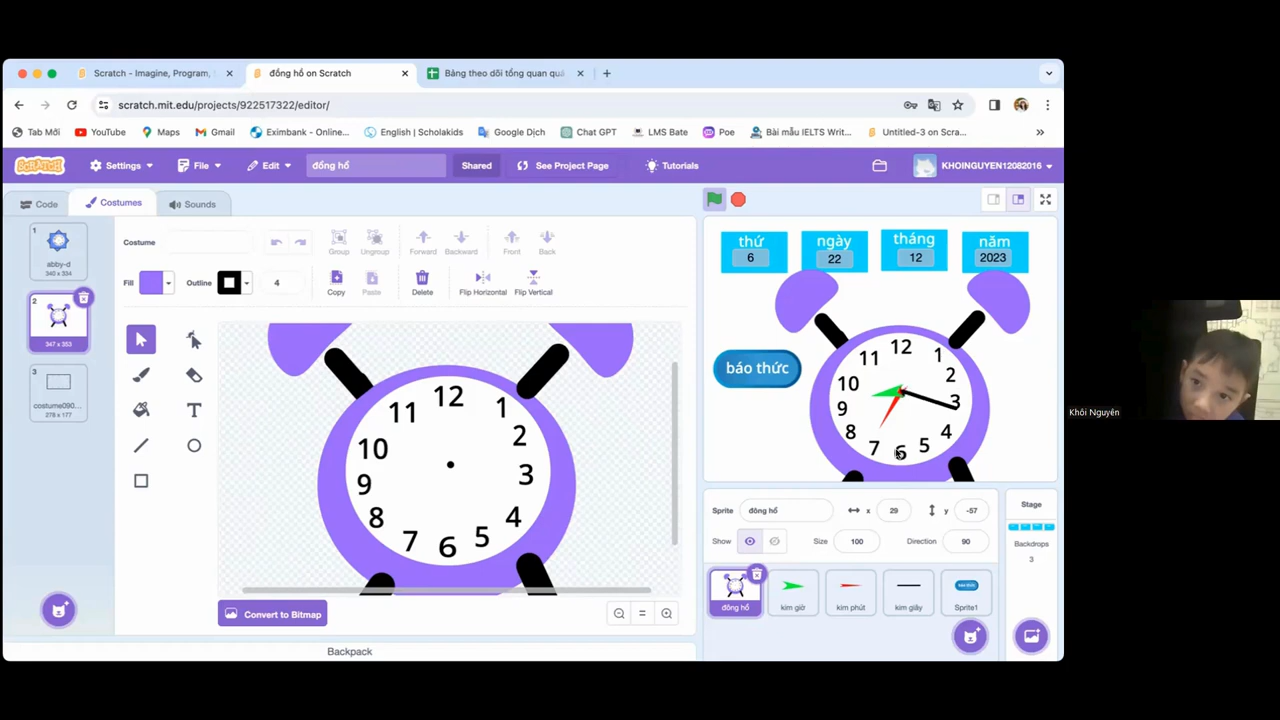 Scratch - Imagine, Program,
đồng hồ on Scratch
Bảng theo dõi tổng quan quá
scratch.mit.edu/projects/922517322/editor/
Tab Mới
YouTube
Maps
Gmail
Eximbank - Online...
English | Scholakids
Google Dịch
Chat GPT
LMS Bate
Poe
Bài mẫu IELTS Writ...
Untitled-3 on Scra...
SCRATCH
Settings
File
Edit
đồng hồ
Shared
See Project Page
Tutorials
KHOINGUYEN12082016
Code
Costumes
Sounds
1
abby-d
340 x 334
2
347 x 353
3
costume090...
278 x 177
Costume
Group
Ungroup
Forward
Backward
Front
Back
Fill
Outline
4
Copy
Paste
Delete
Flip Horizontal
Flip Vertical
12
1
2
3
4
5
6
7
8
9
10
11
Convert to Bitmap
Backpack
thứ
6
ngày
22
tháng
12
năm
2023
báo thức
12
1
2
3
4
5
6
7
8
9
10
11
Sprite
đông hồ
x
29
y
-57
Show
Size
100
Direction
90
đông hồ
kim giờ
kim phút
kim giây
báo thức
Sprite1
Stage
Backdrops
3
Khôi Nguyên